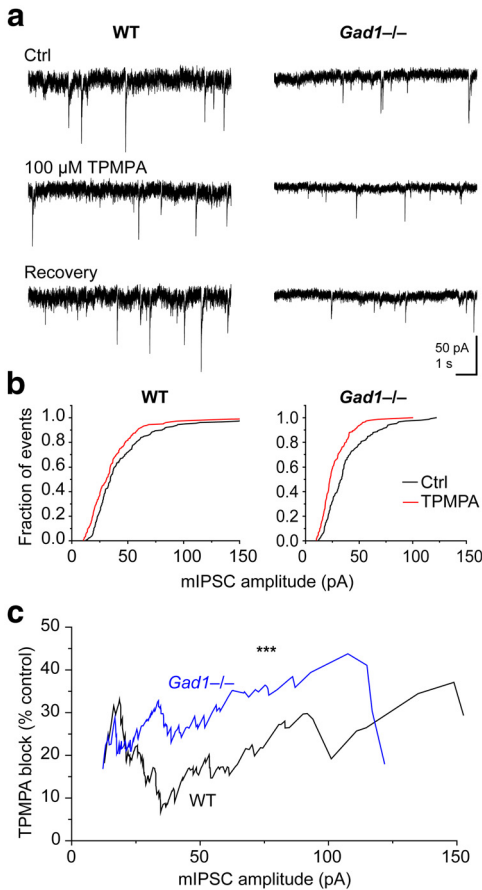 a
WT Gad1–/–
Ctrl
100 µM TPMPA
Recovery
50 pA
1 s
b
WT Gad1–/–
1.0 1.0
0.8 0.8
0.6 0.6
0.4 0.4
0.2 0.2
0.0 0.0
Fraction of events
Ctrl
TPMPA
0 50 100 150 0 50 100 150
mIPSC amplitude (pA)
c
50
40
30
20
10
0
TPMPA block (% control)
***
Gad1–/–
WT
0 50 100 150
mIPSC amplitude (pA)